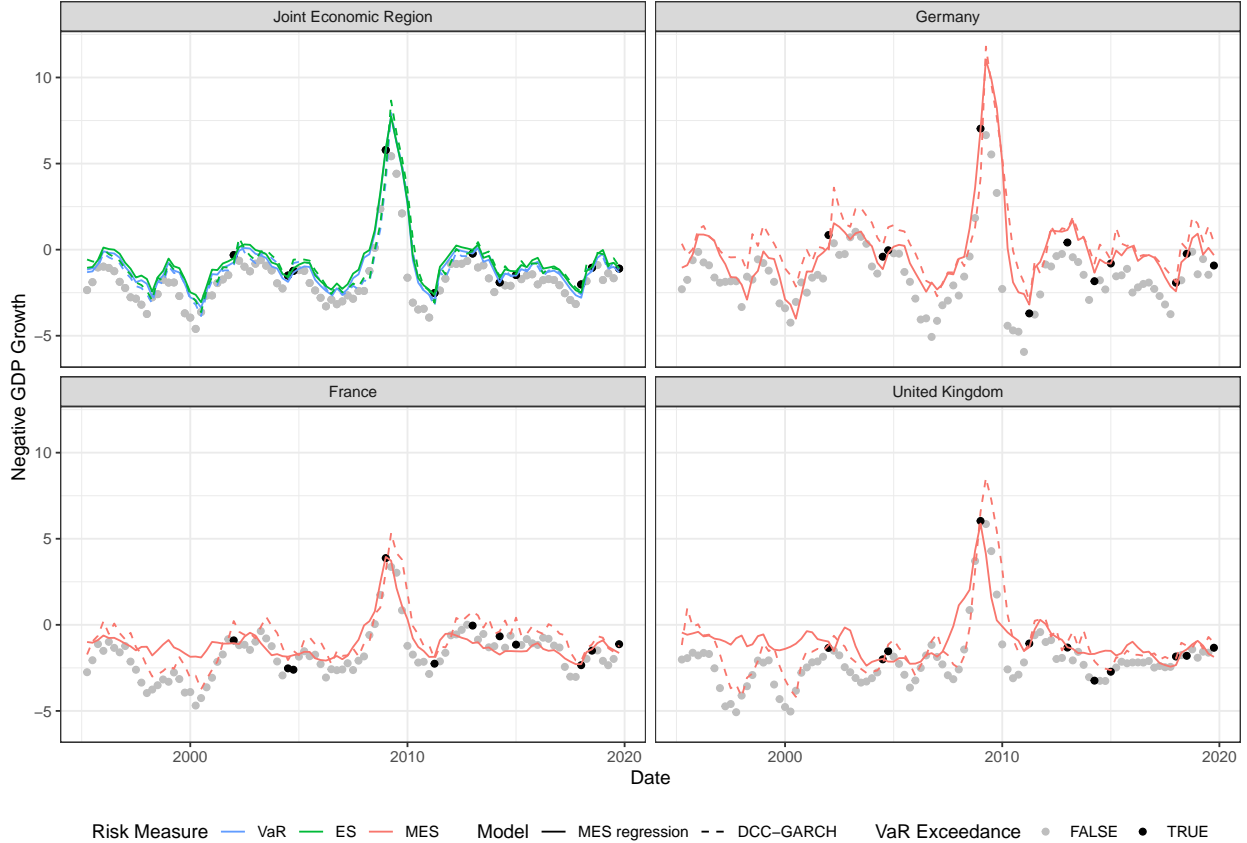 Joint Economic Region
Germany
10
5
0
−5
France
United Kingdom
10
5
0
−5
2000
2010
2020
2000
2010
2020
Negative GDP Growth
Date
Risk Measure VaR ES MES Model MES regression DCC−GARCH VaR Exceedance FALSE TRUE